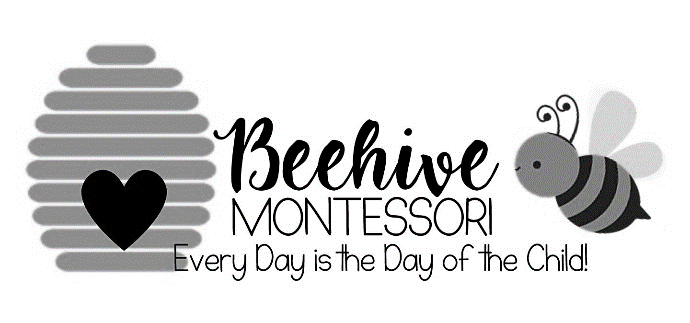 Beehive
MONTESSORI
Every Day is the Day of the Child!